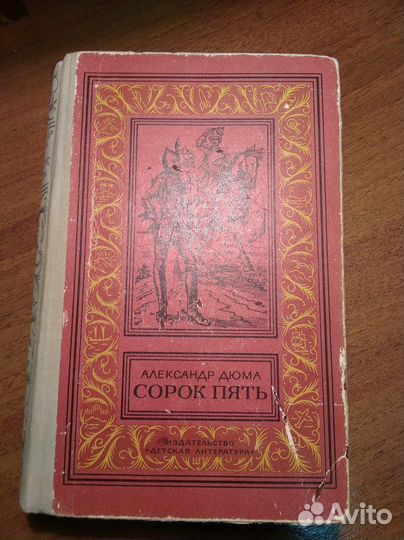 АЛЕКСАНДР ДЮМА
СОРОК ПЯТЬ
ИЗДАТЕЛЬСТВО
«ДЕТСКАЯ ЛИТЕРАТУРА»
Avito